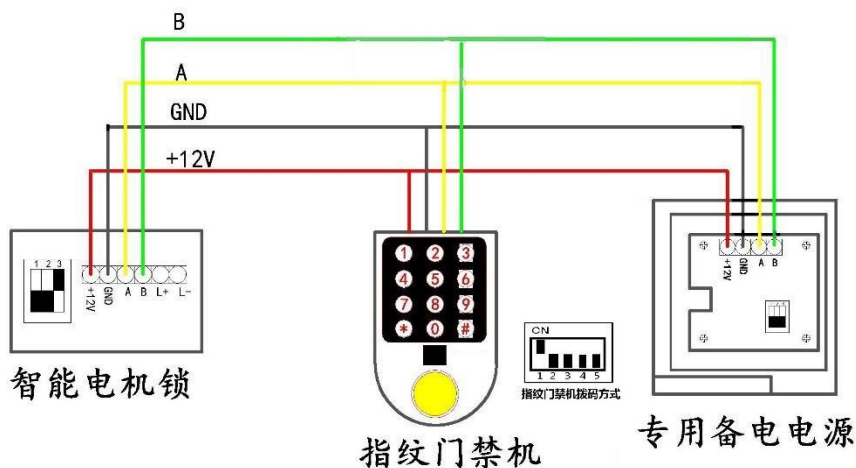 B
A
GND
+12V
1 2 3
+12V
GND
A
B
L+
L-
智能电机锁
1 2 3
4 5 6
7 8 9
* 0 #
指纹门禁机
ON
1 2 3 4 5
指纹门禁机拨码方式
+12V
GND
A
B
专用备电电源